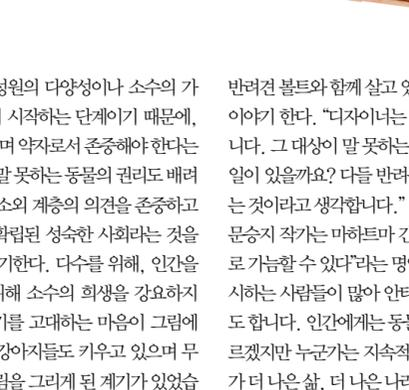 성원의 다양성이나 소수의 가
시작하는 단계이기 때문에,
며 약자로서 존중해야 한다는
말 못하는 동물의 권리도 배려
소외 계층의 의견을 존중하고
확립된 성숙한 사회라는 것을
기한다. 다수를 위해, 인간을
위해 소수의 희생을 강요하지
기를 고대하는 마음이 그림에
강아지들도 키우고 있으며 무
림을 그리게 된 계기가 있었습
반려견 볼트와 함께 살고 있
이야기 한다. “디자이너는
니다. 그 대상이 말 못하는
일이 있을까요? 다들 반려
는 것이라고 생각합니다.”
문승지 작가는 마하트마 간
로 가늠할 수 있다”라는 명언
시하는 사람들이 많아 안타
도 합니다. 인간에게는 동물
르겠지만 누군가는 지속적
가 더 나은 삶, 더 나은 나라